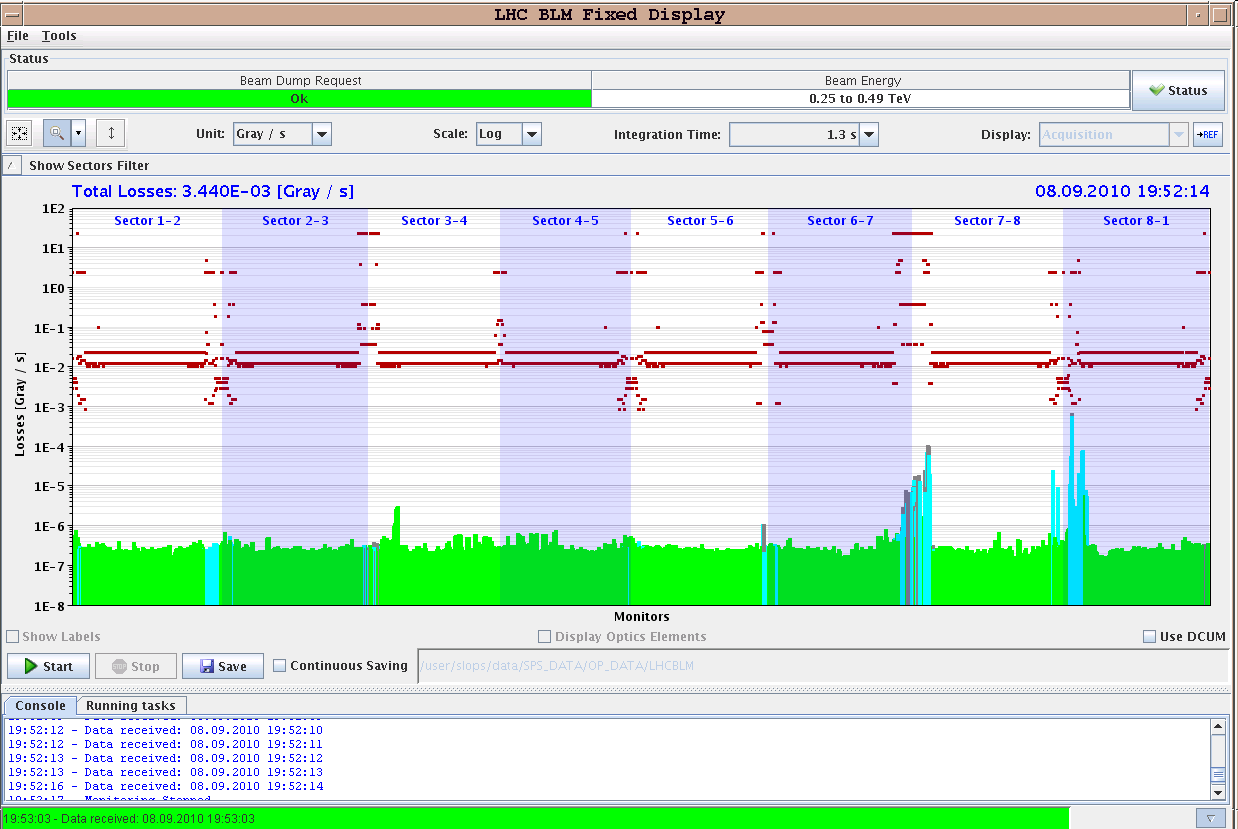 LHC BLM Fixed Display
File Tools
Status
Beam Dump Request Beam Energy
Ok 0.25 to 0.49 TeV
Status
Unit: Gray / s Scale: Log Integration Time: 1.3 s Display: Acquisition REF
Show Sectors Filter
Total Losses: 3.440E-03 [Gray / s] 08.09.2010 19:52:14
Sector 1-2 Sector 2-3 Sector 3-4 Sector 4-5 Sector 5-6 Sector 6-7 Sector 7-8 Sector 8-1
1E2
1E1
1E0
1E-1
1E-2
1E-3
1E-4
1E-5
1E-6
1E-7
1E-8
Losses [Gray / s]
Monitors
Show Labels Display Optics Elements Use DCUM
Start Stop Save Continuous Saving /user/slops/data/SPS_DATA/OP_DATA/LHCBLM
Console Running tasks
19:52:12 - Data received: 08.09.2010 19:52:10
19:52:12 - Data received: 08.09.2010 19:52:11
19:52:13 - Data received: 08.09.2010 19:52:12
19:52:13 - Data received: 08.09.2010 19:52:13
19:52:16 - Data received: 08.09.2010 19:52:14
19:52:17 - Monitoring Stopped
19:53:03 - Data received: 08.09.2010 19:53:03